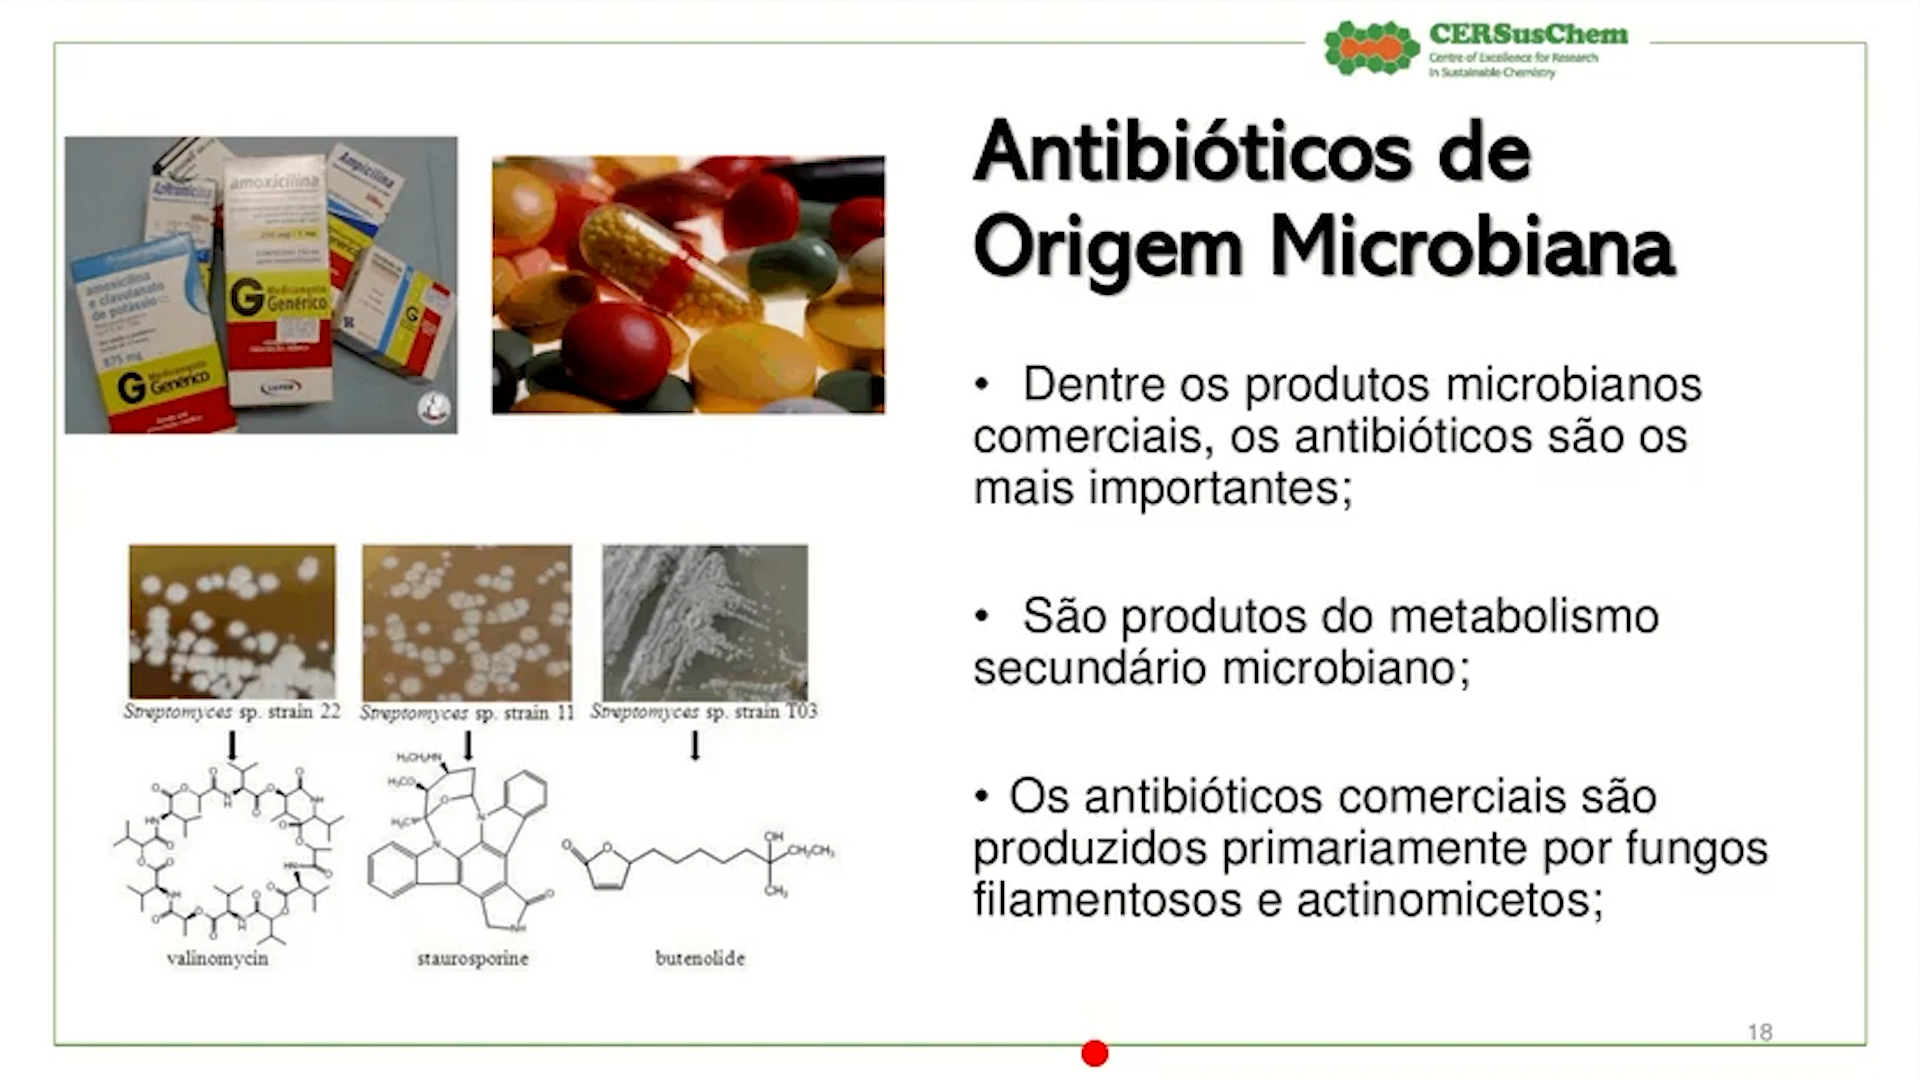 CERSusChem
Centre of Excellence for Research
in Sustainable Chemistry
Antibióticos de
Origem Microbiana
• Dentre os produtos microbianos
comerciais, os antibióticos são os
mais importantes;
• São produtos do metabolismo
secundário microbiano;
• Os antibióticos comerciais são
produzidos primariamente por fungos
filamentosos e actinomicetos;
Ampicilina
amoxicilina
amoxicilina
e clavulanato
de potássio
875 mg
G Medicamento
Genérico
G Medicamento
Genérico
G
Streptomyces sp. strain 22
Streptomyces sp. strain 11
Streptomyces sp. strain T03
valinomycin
staurosporine
butenolide
18